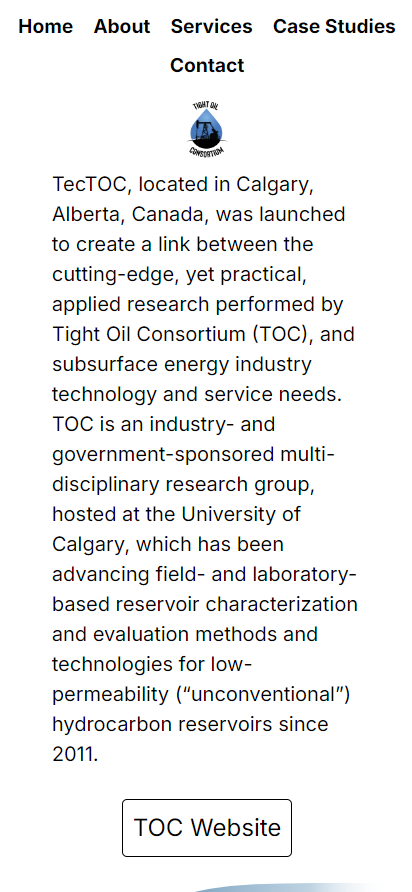 Home About Services Case Studies
Contact
TIGHT OIL
CONSORTIUM
TecTOC, located in Calgary,
Alberta, Canada, was launched
to create a link between the
cutting-edge, yet practical,
applied research performed by
Tight Oil Consortium (TOC), and
subsurface energy industry
technology and service needs.
TOC is an industry- and
government-sponsored multi-
disciplinary research group,
hosted at the University of
Calgary, which has been
advancing field- and laboratory-
based reservoir characterization
and evaluation methods and
technologies for low-
permeability (“unconventional”)
hydrocarbon reservoirs since
2011.
TOC Website